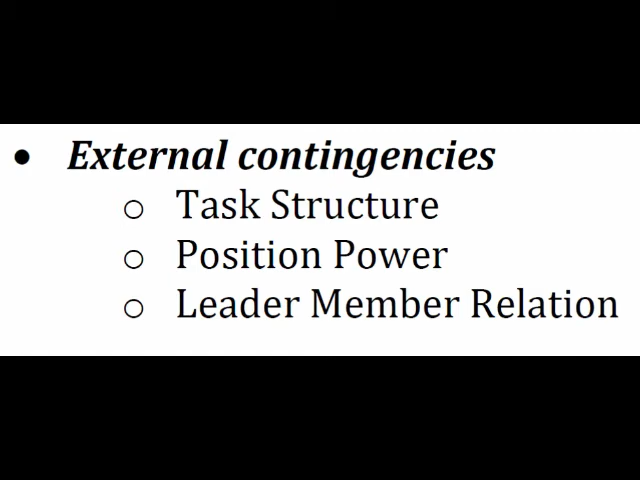 • External contingencies
o Task Structure
o Position Power
o Leader Member Relation